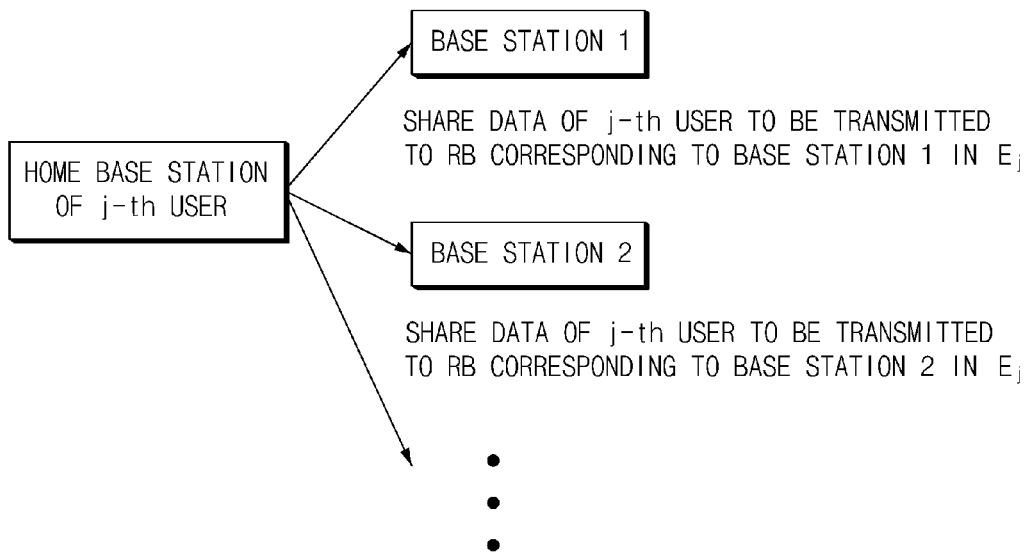 BASE STATION 1
SHARE DATA OF j-th USER TO BE TRANSMITTED
TO RB CORRESPONDING TO BASE STATION 1 IN Ej
HOME BASE STATION
OF j-th USER
BASE STATION 2
SHARE DATA OF j-th USER TO BE TRANSMITTED
TO RB CORRESPONDING TO BASE STATION 2 IN Ej